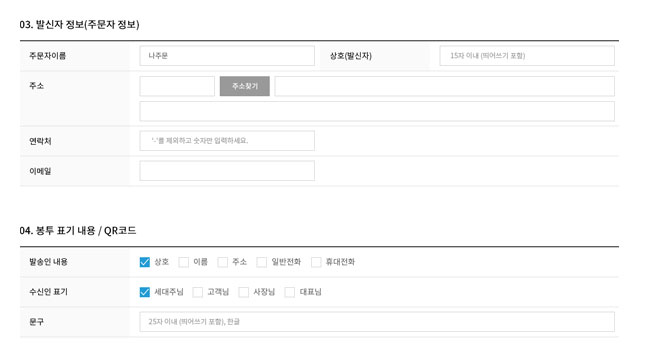 03. 발신자 정보(주문자 정보)
주문자이름 나주문 상호(발신자) 15자 이내 (띄어쓰기 포함)
주소 주소찾기
연락처 '-'를 제외하고 숫자만 입력하세요.
이메일
04. 봉투 표기 내용 / QR코드
발송인 내용 상호 이름 주소 일반전화 휴대전화
수신인 표기 세대주님 고객님 사장님 대표님
문구 25자 이내 (띄어쓰기 포함), 한글